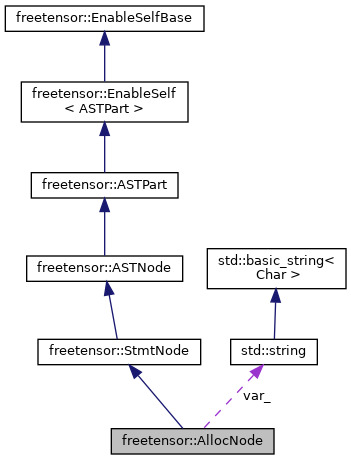 freetensor::EnableSelfBase
freetensor::EnableSelf
< ASTPart >
freetensor::ASTPart
freetensor::ASTNode
std::basic_string<
Char >
freetensor::StmtNode
std::string
var_
freetensor::AllocNode